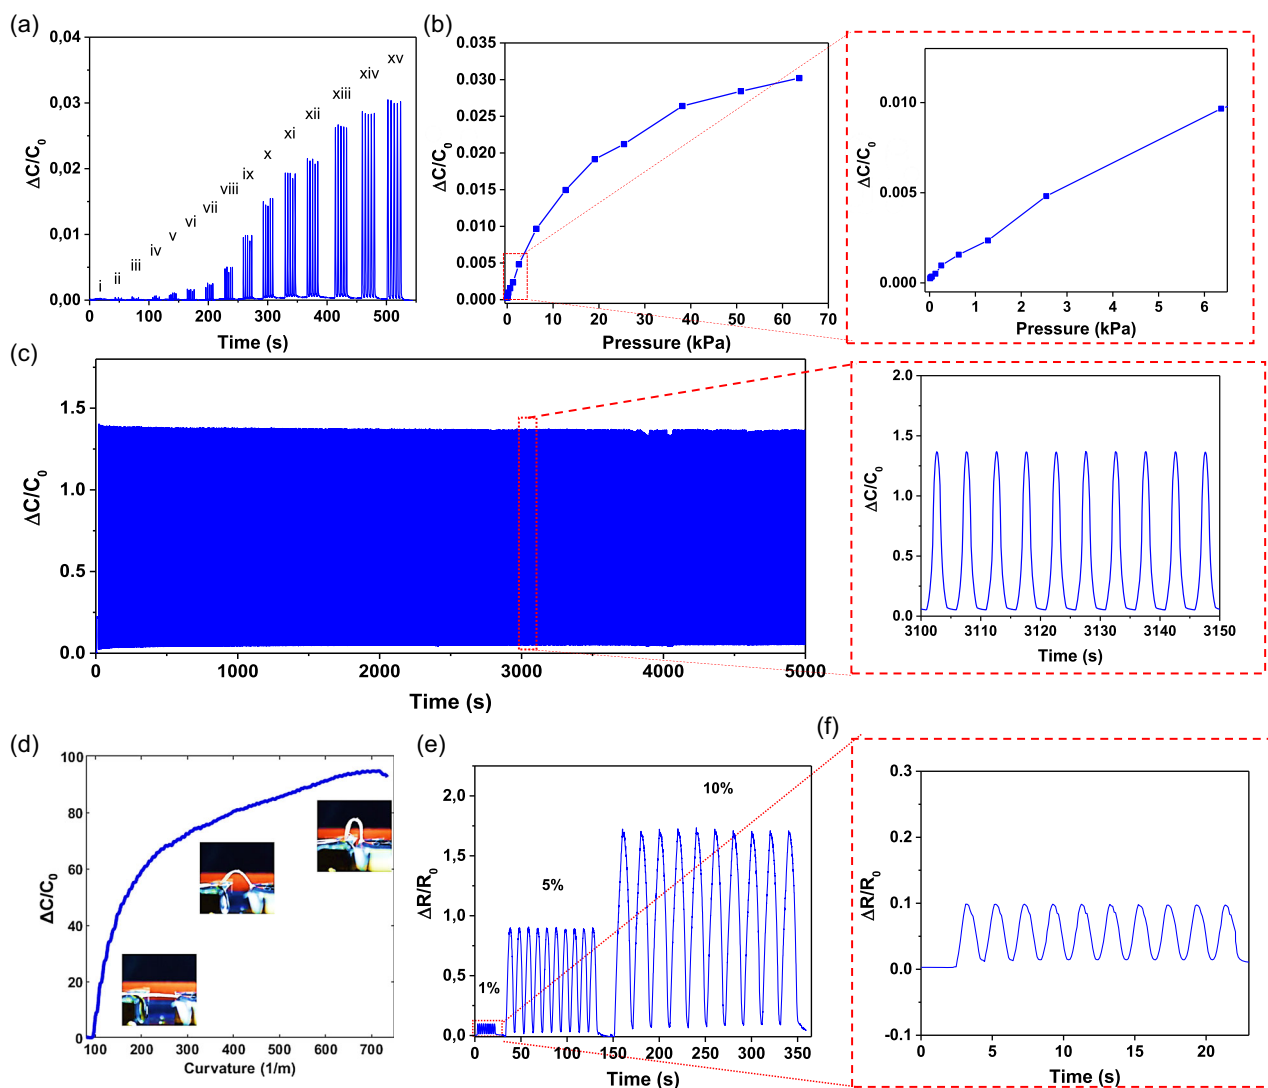 (a)
0,04
0,03
0,02
0,01
0,00
ΔC/C0
i
ii
iii
iv
v
vi
vii
viii
ix
x
xi
xii
xiii
xiv
xv
0 100 200 300 400 500
Time (s)
(b)
0.035
0.030
0.025
0.020
0.015
0.010
0.005
0.000
ΔC/C0
0 10 20 30 40 50 60 70
Pressure (kPa)
0.010
0.005
0.000
ΔC/C0
0 1 2 3 4 5 6
Pressure (kPa)
(c)
1.5
1.0
0.5
0.0
ΔC/C0
0 1000 2000 3000 4000 5000
Time (s)
2.0
1.5
1.0
0.5
0.0
ΔC/C0
3100 3110 3120 3130 3140 3150
Time (s)
(d)
100
80
60
40
20
0
ΔC/C0
100 200 300 400 500 600 700
Curvature (1/m)
(e)
2,0
1.5
1.0
0.5
0.0
ΔR/R0
1%
5%
10%
0 50 100 150 200 250 300 350
Time (s)
(f)
0.3
0.2
0.1
0.0
-0.1
ΔR/R0
0 5 10 15 20
Time (s)